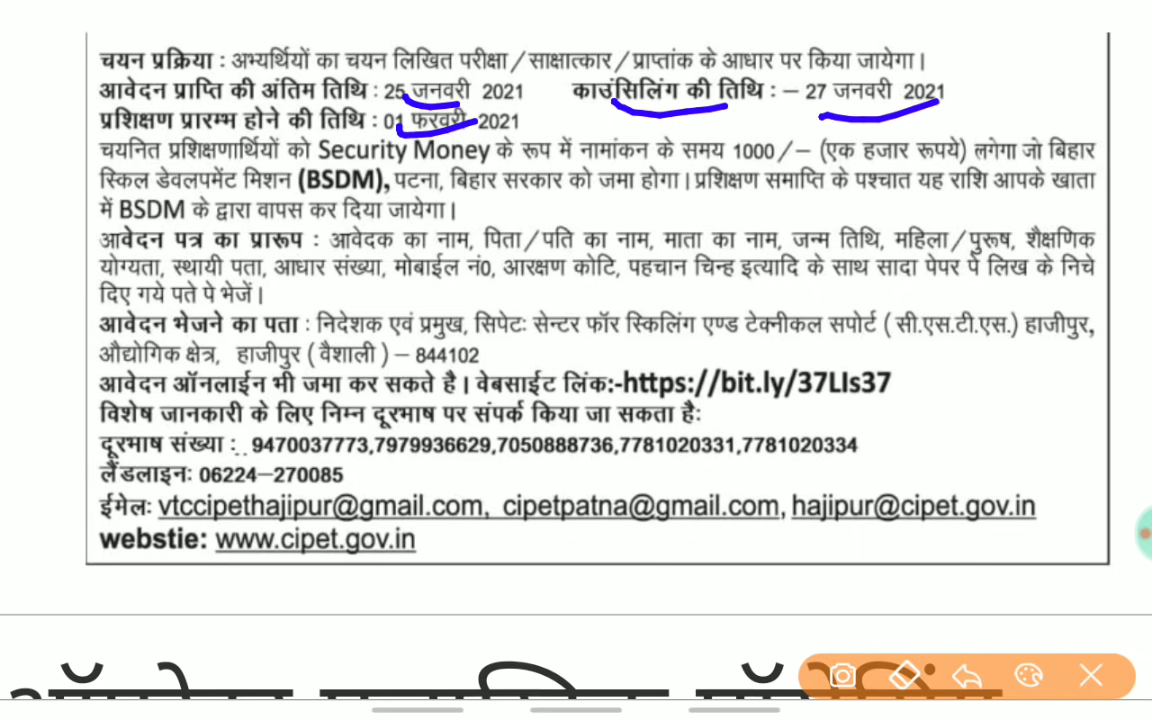 चयन प्रक्रिया : अभ्यर्थियों का चयन लिखित परीक्षा/साक्षात्कार/प्राप्तांक के आधार पर किया जायेगा।
आवेदन प्राप्ति की अंतिम तिथि : 25 जनवरी 2021 काउंसिलिंग की तिथि : – 27 जनवरी 2021
प्रशिक्षण प्रारम्भ होने की तिथि : 01 फरवरी 2021
चयनित प्रशिक्षणार्थियों को Security Money के रूप में नामांकन के समय 1000/– (एक हजार रूपये) लगेगा जो बिहार
स्किल डेवलपमेंट मिशन (BSDM), पटना, बिहार सरकार को जमा होगा। प्रशिक्षण समाप्ति के पश्चात यह राशि आपके खाता
में BSDM के द्वारा वापस कर दिया जायेगा।
आवेदन पत्र का प्रारूप : आवेदक का नाम, पिता/पति का नाम, माता का नाम, जन्म तिथि, महिला/पुरूष, शैक्षणिक
योग्यता, स्थायी पता, आधार संख्या, मोबाईल नं0, आरक्षण कोटि, पहचान चिन्ह इत्यादि के साथ सादा पेपर पे लिख के निचे
दिए गये पते पे भेजें।
आवेदन भेजने का पता : निदेशक एवं प्रमुख, सिपेटः सेन्टर फॉर स्किलिंग एण्ड टेक्नीकल सपोर्ट (सी.एस.टी.एस.) हाजीपुर,
औद्योगिक क्षेत्र, हाजीपुर (वैशाली) – 844102
आवेदन ऑनलाईन भी जमा कर सकते है। वेबसाईट लिंक:-https://bit.ly/37LIs37
विशेष जानकारी के लिए निम्न दूरभाष पर संपर्क किया जा सकता हैः
दूरभाष संख्या :.. 9470037773,7979936629,7050888736,7781020331,7781020334
लैंडलाइनः 06224–270085
ईमेलः vtccipethajipur@gmail.com, cipetpatna@gmail.com, hajipur@cipet.gov.in
webstie: www.cipet.gov.in